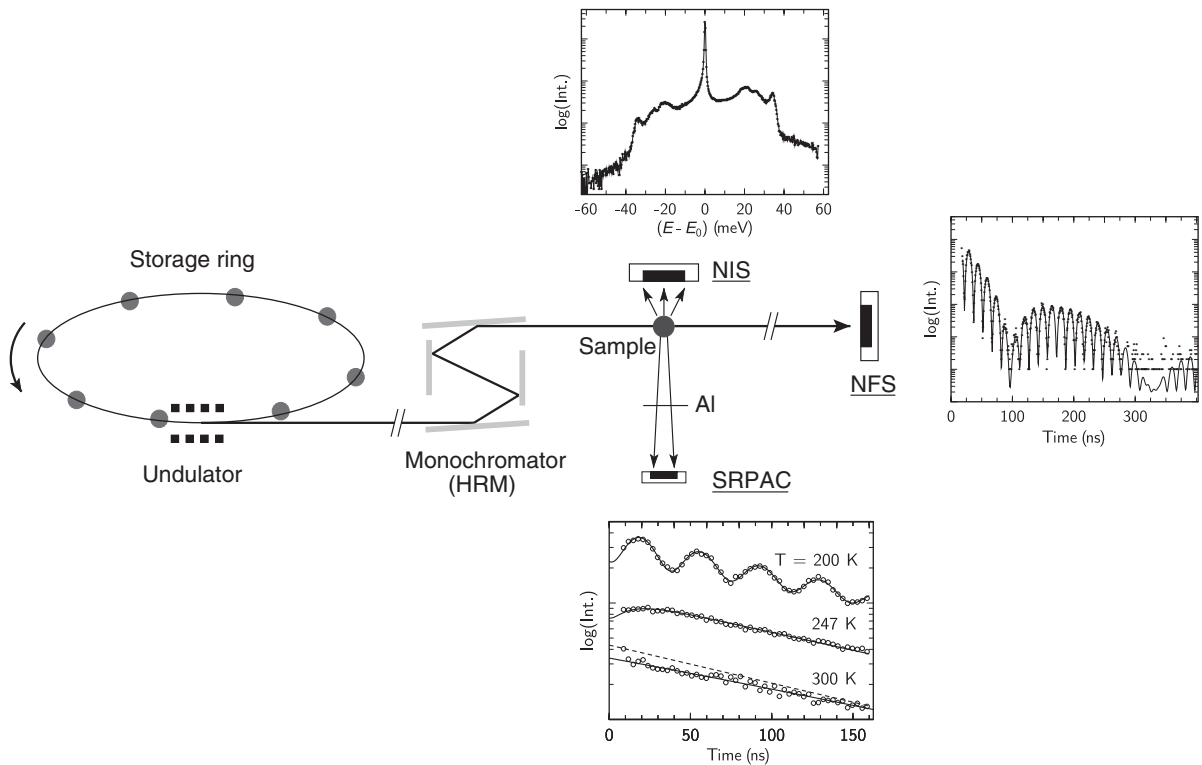 log(Int.)
-60 -40 -20 0 20 40 60
(E - E₀) (meV)
Storage ring
NIS
Sample
Al
SRPAC
NFS
Undulator
Monochromator
(HRM)
log(Int.)
0 100 200 300
Time (ns)
log(Int.)
T = 200 K
247 K
300 K
0 50 100 150
Time (ns)